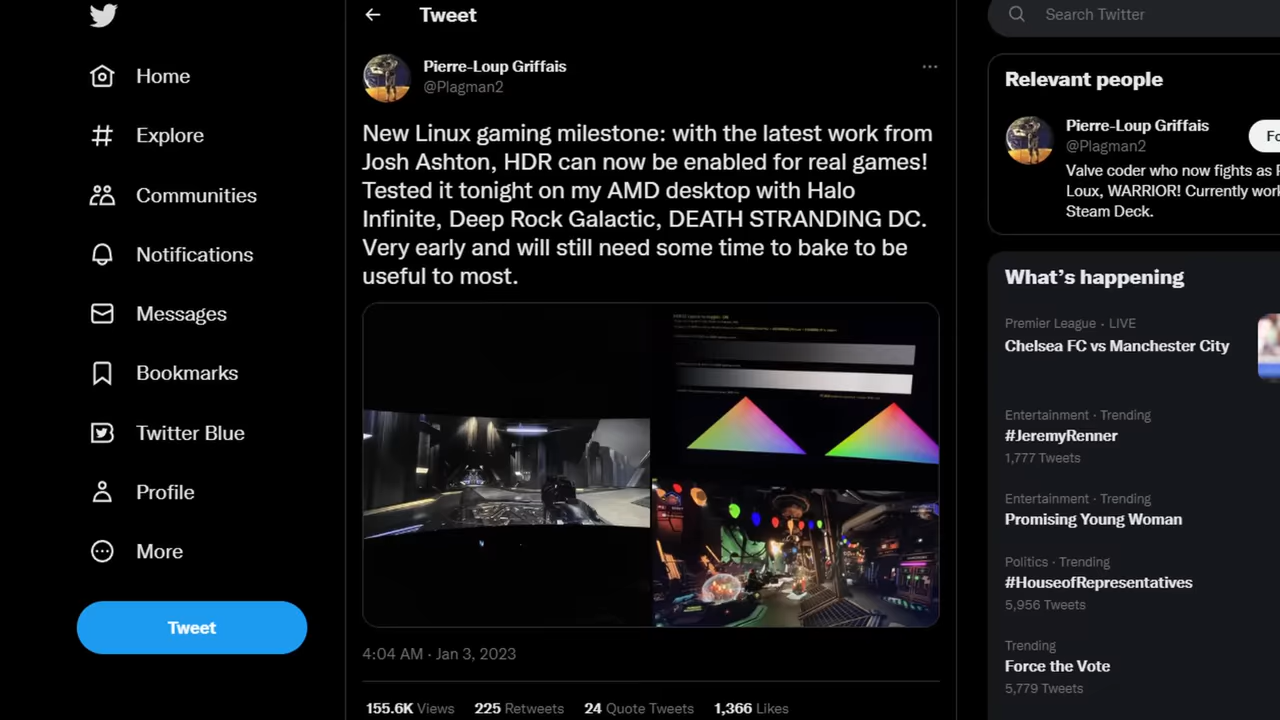 Home
Explore
Communities
Notifications
Messages
Bookmarks
Twitter Blue
Profile
More
Tweet
Tweet
Pierre-Loup Griffais
@Plagman2
New Linux gaming milestone: with the latest work from
Josh Ashton, HDR can now be enabled for real games!
Tested it tonight on my AMD desktop with Halo
Infinite, Deep Rock Galactic, DEATH STRANDING DC.
Very early and will still need some time to bake to be
useful to most.
4:04 AM · Jan 3, 2023
155.6K Views 225 Retweets 24 Quote Tweets 1,366 Likes
Search Twitter
Relevant people
Pierre-Loup Griffais
@Plagman2
Fo
Valve coder who now fights as P
Loux, WARRIOR! Currently work
Steam Deck.
What's happening
Premier League · LIVE
Chelsea FC vs Manchester City
Entertainment · Trending
#JeremyRenner
1,777 Tweets
Entertainment · Trending
Promising Young Woman
Politics · Trending
#HouseofRepresentatives
5,956 Tweets
Trending
Force the Vote
5,779 Tweets